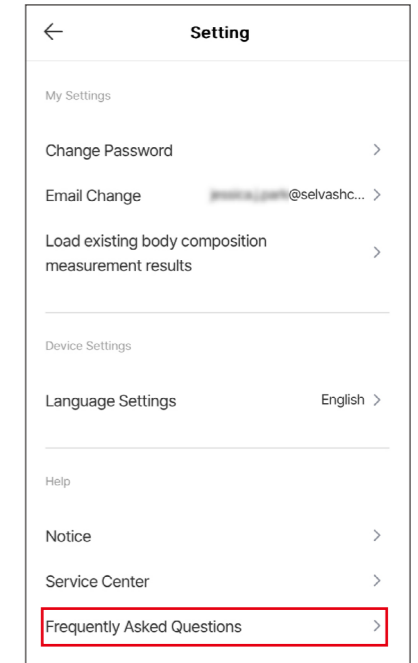 Setting
My Settings
Change Password
Email Change @selvashc...
Load existing body composition
measurement results
Device Settings
Language Settings English
Help
Notice
Service Center
Frequently Asked Questions